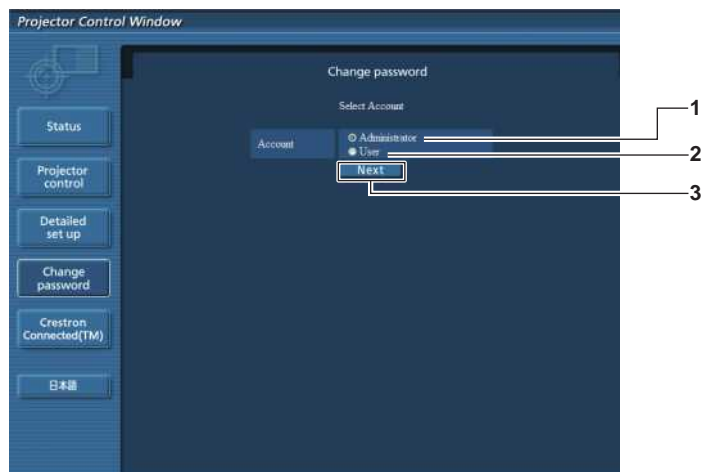 Projector Control Window
Change password
Select Account
Account
Administrator
User
Next
Status
Projector
control
Detailed
set up
Change
password
Crestron
Connected(TM)
日本語
1
2
3